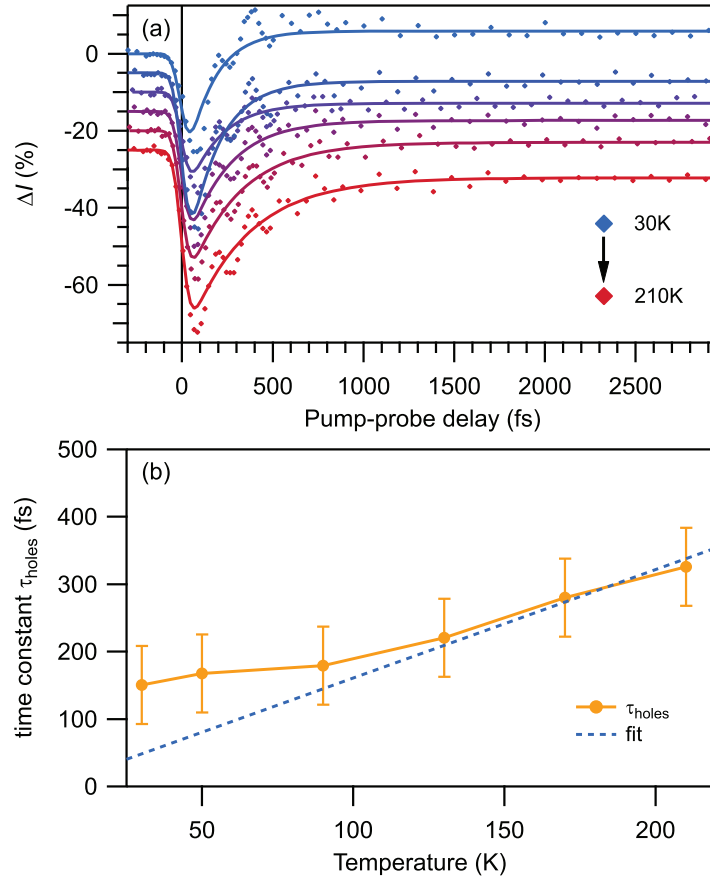 (a)
0
-20
-40
-60
ΔI (%)
30K
210K
0 500 1000 1500 2000 2500
Pump-probe delay (fs)
(b)
500
400
300
200
100
0
time constant τholes (fs)
τholes
fit
50 100 150 200
Temperature (K)